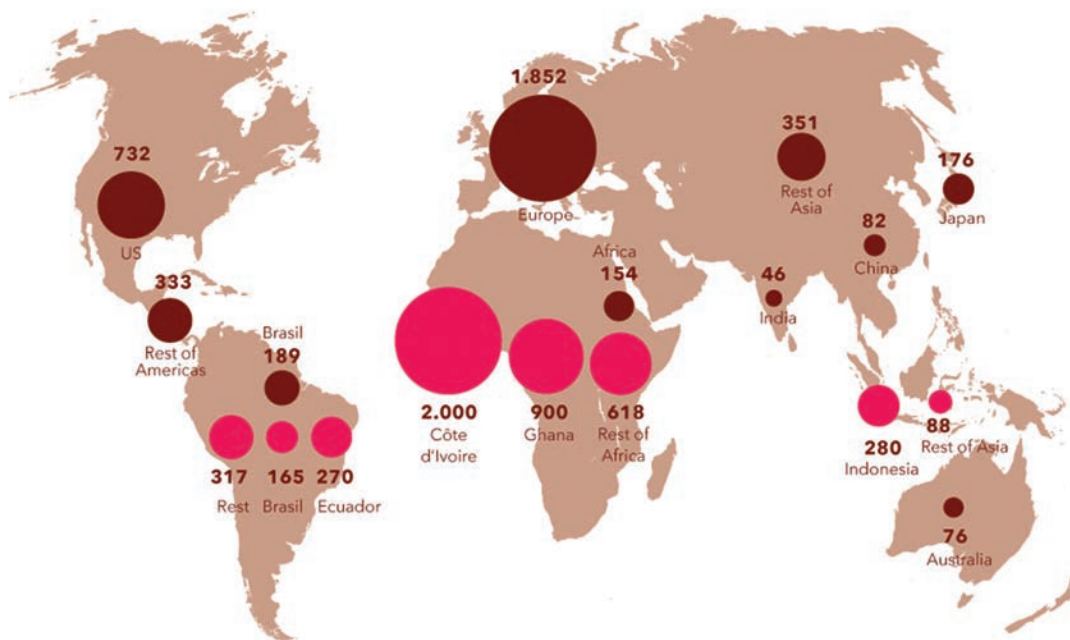 1.852
Europe
732
US
351
Rest of
Asia
176
Japan
82
China
Africa
154
46
India
333
Rest of
Americas
Brasil
189
2.000
Côte
d'Ivoire
900
Ghana
618
Rest of
Africa
280
Indonesia
88
Rest of Asia
317
Rest
165
Brasil
270
Ecuador
76
Australia